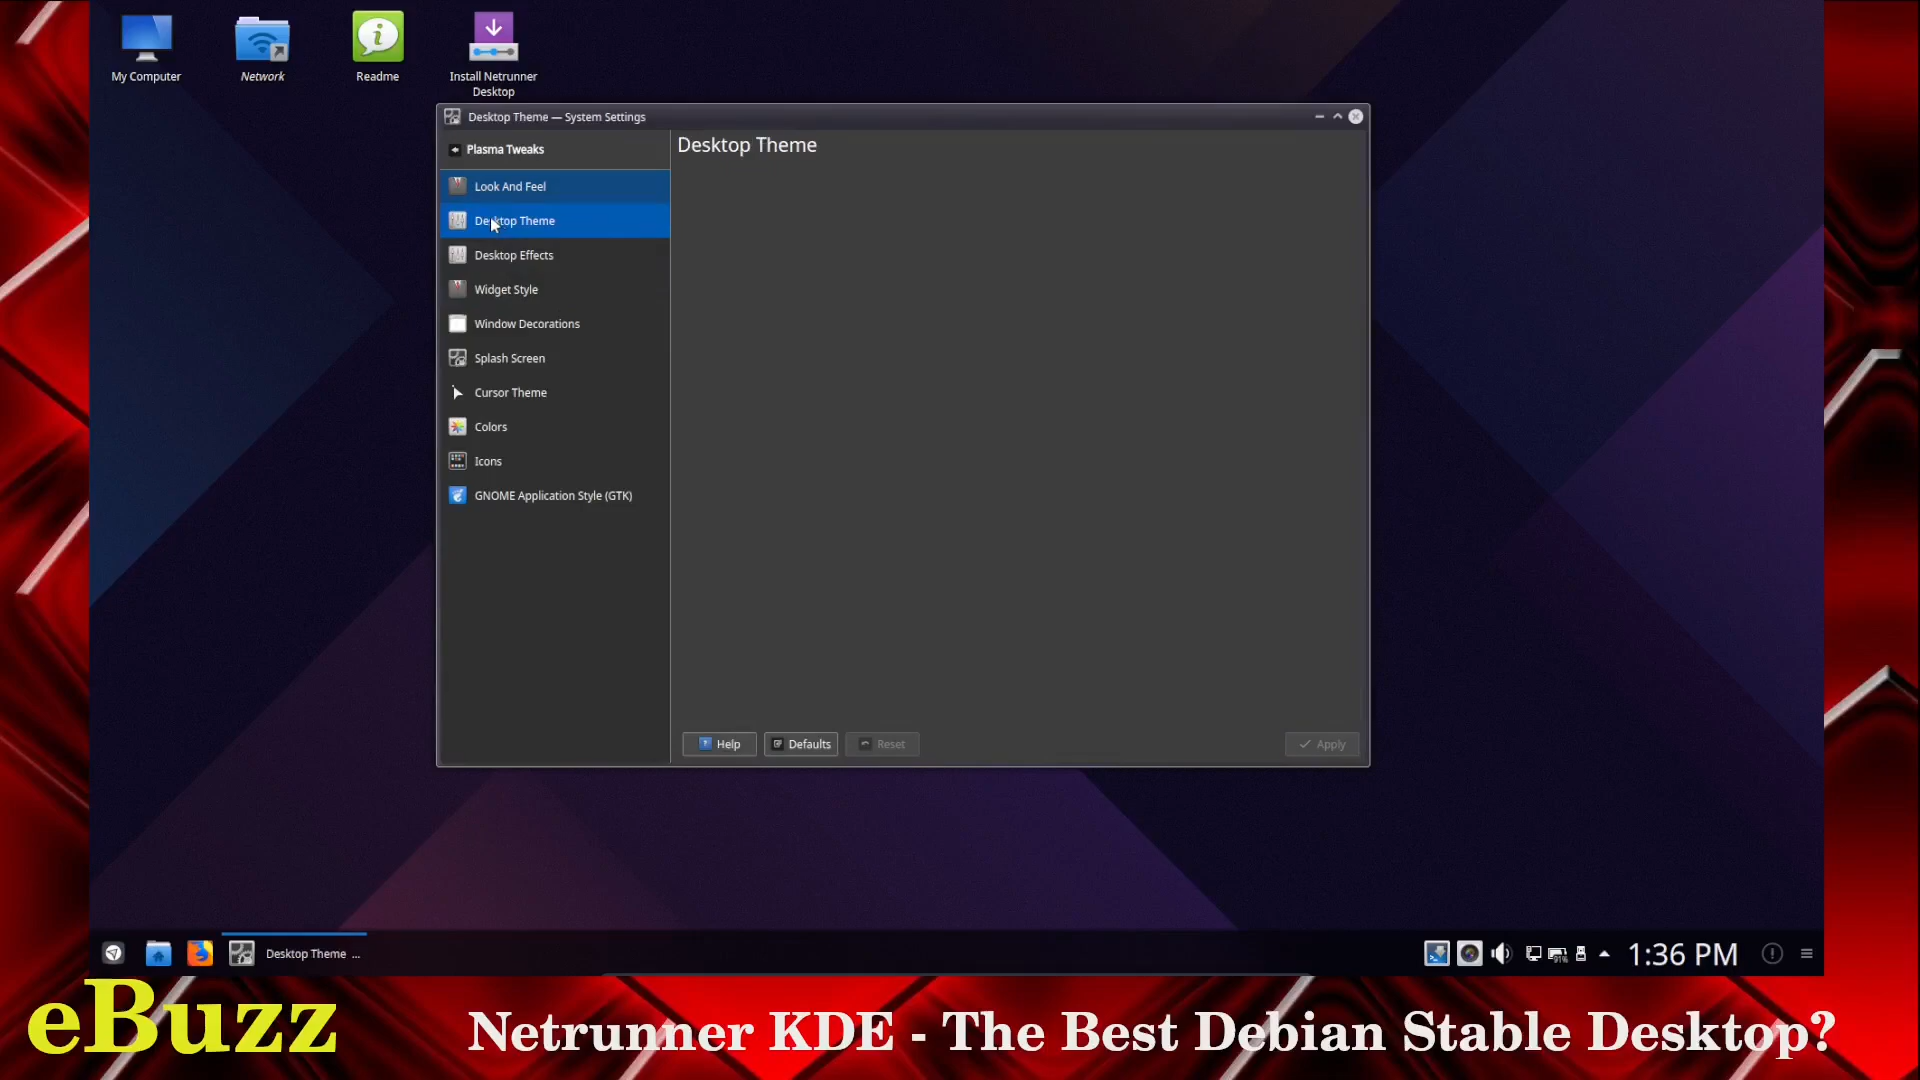 My Computer
Network
Readme
Install Netrunner
Desktop
Desktop Theme — System Settings
Plasma Tweaks
Desktop Theme
Look And Feel
Desktop Theme
Desktop Effects
Widget Style
Window Decorations
Splash Screen
Cursor Theme
Colors
Icons
GNOME Application Style (GTK)
Help
Defaults
Reset
Apply
Desktop Theme ...
91%
1:36 PM
eBuzz
Netrunner KDE - The Best Debian Stable Desktop?